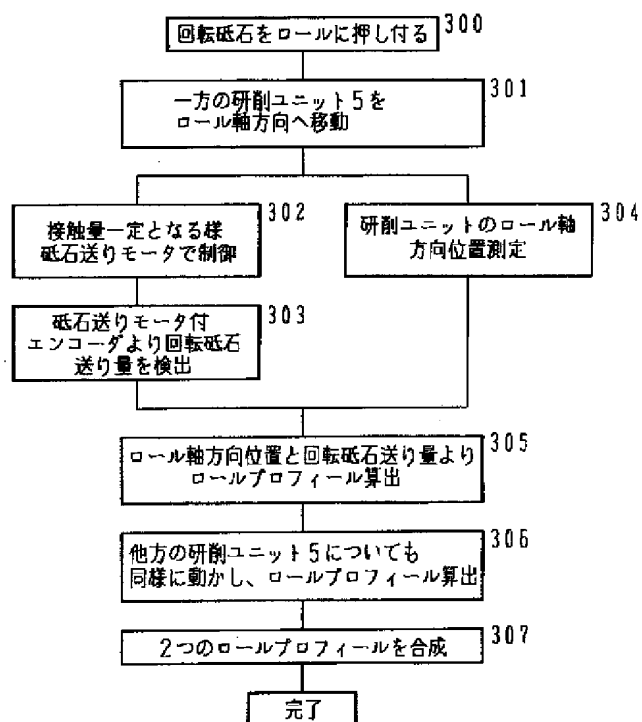 回転砥石をロールに押し付る
300
一方の研削ユニット5を
ロール軸方向へ移動
301
接触量一定となる様
砥石送りモータで制御
302
砥石送りモータ付
エンコーダより回転砥石
送り量を検出
303
研削ユニットのロール軸
方向位置測定
304
ロール軸方向位置と回転砥石送り量より
ロールプロフィール算出
305
他方の研削ユニット5についても
同様に動かし、ロールプロフィール算出
306
2つのロールプロフィールを合成
307
完了